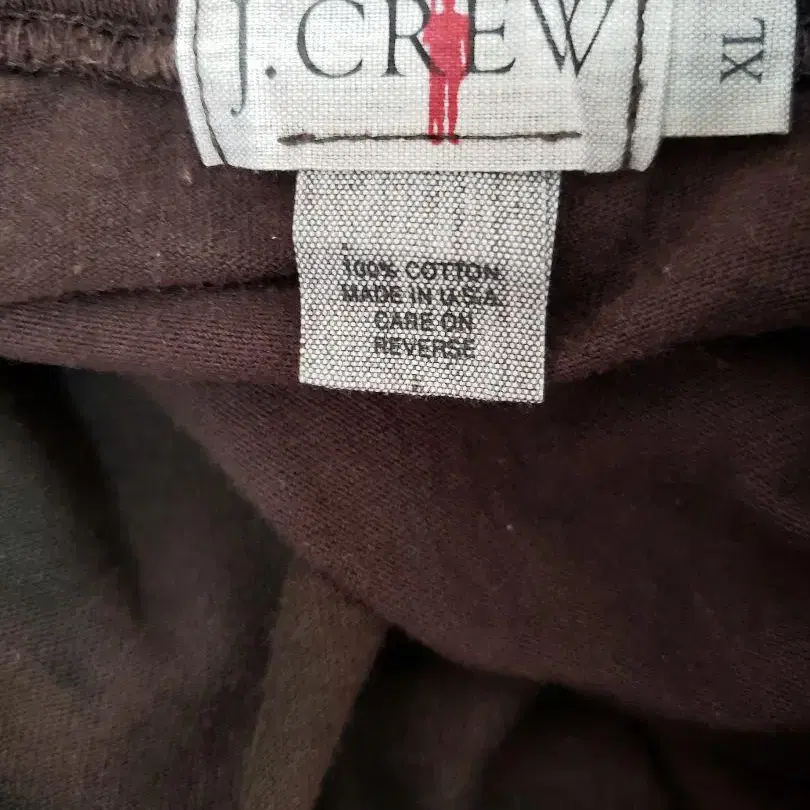 J.CREW
XL
100% COTTON
MADE IN U.S.A.
CARE ON
REVERSE